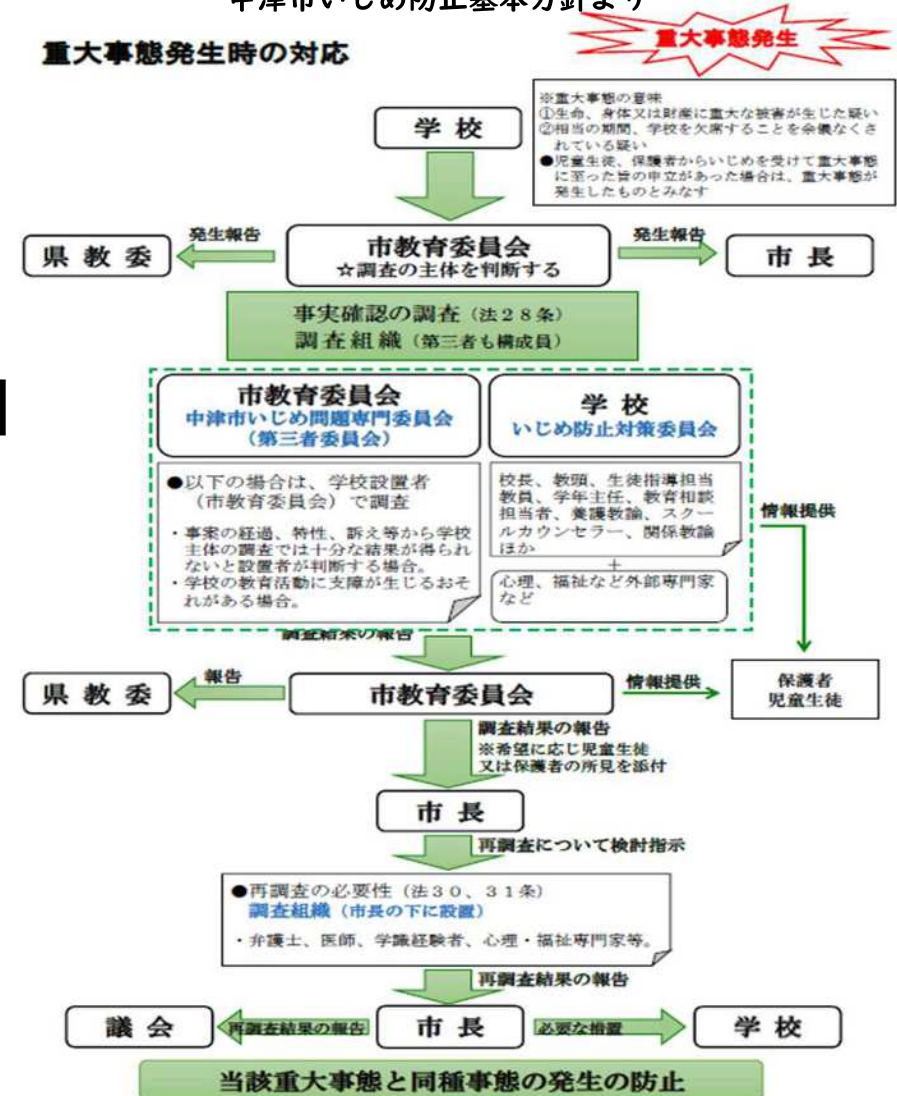 中津市いじめ防止基本方針より
重大事態発生時の対応
重大事態発生
※重大事態の意味
①生命、身体又は財産に重大な被害が生じた疑い
②相当の期間、学校を欠席することを会儀なくさ
れている疑い
●児童生徒、保護者からいじめを受けて重大事態
に至った旨の申立があった場合は、重大事態が
発生したものとみなす
学 校
県 教 委
発生報告
市教育委員会
☆調査の主体を判断する
発生報告
市 長
事実確認の調査(法28条)
調査組織(第三者も構成員)
市教育委員会
中津市いじめ問題専門委員会
(第三者委員会)
●以下の場合は、学校設置者
(市教育委員会)で調査
・事案の経過、特性、訴え等から学校
主体の調査では十分な結果が得られ
ないと設置者が判断する場合。
・学校の教育活動に支障が生じるおそ
れがある場合。
学 校
いじめ防止対策委員会
校長、教頭、生徒指導担当
教員、学年主任、教育相談
担当者、養護教諭、スクー
ルカウンセラー、関係教諭
ほか
+
心理、福祉など外部専門家
など
情報提供
調査結果の報告
県 教 委
報告
市教育委員会
情報提供
保護者
児童生徒
調査結果の報告
※希望に応じ児童生徒
又は保護者の所見を添付
市 長
再調査について検討指示
●再調査の必要性(法30、31条)
調査組織(市長の下に設置)
・弁護士、医師、学識経験者、心理・福祉専門家等。
再調査結果の報告
議 会
再調査結果の報告
市 長
必要な措置
学 校
当該重大事態と同種事態の発生の防止